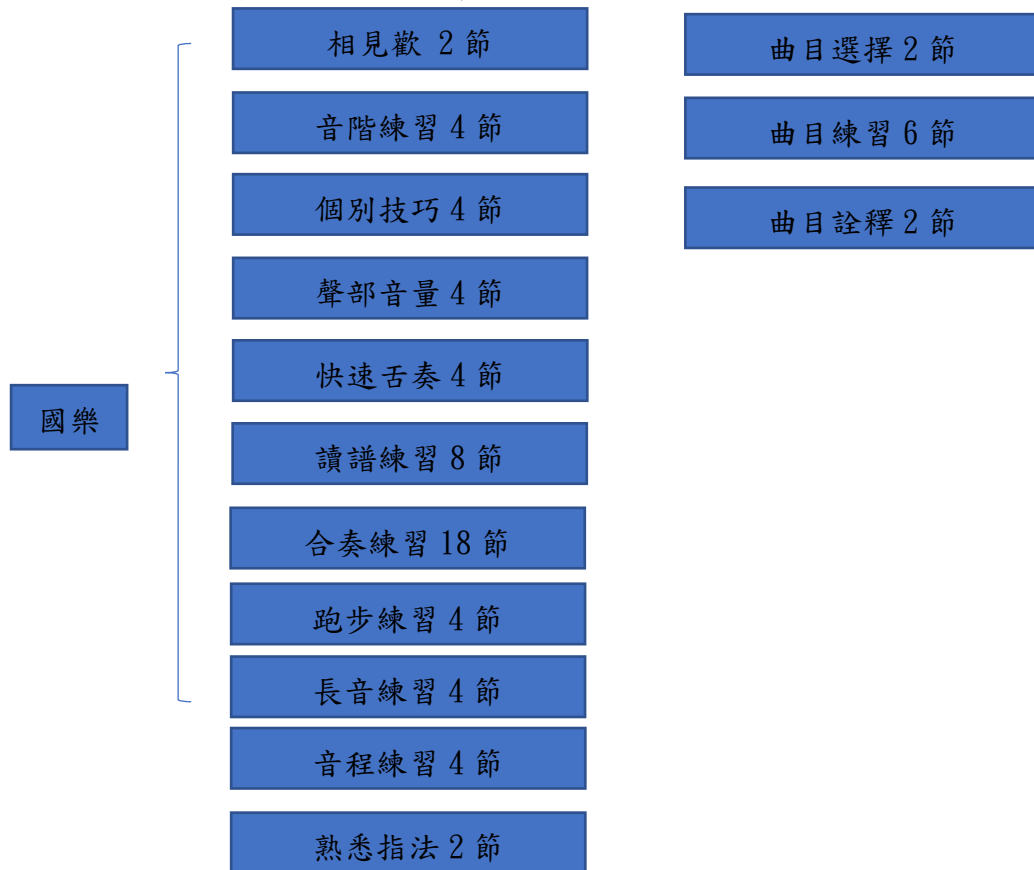 國樂
相見歡 2 節
音階練習 4 節
個別技巧 4 節
聲部音量 4 節
快速舌奏 4 節
讀譜練習 8 節
合奏練習 18 節
跑步練習 4 節
長音練習 4 節
音程練習 4 節
熟悉指法 2 節
曲目選擇 2 節
曲目練習 6 節
曲目詮釋 2 節